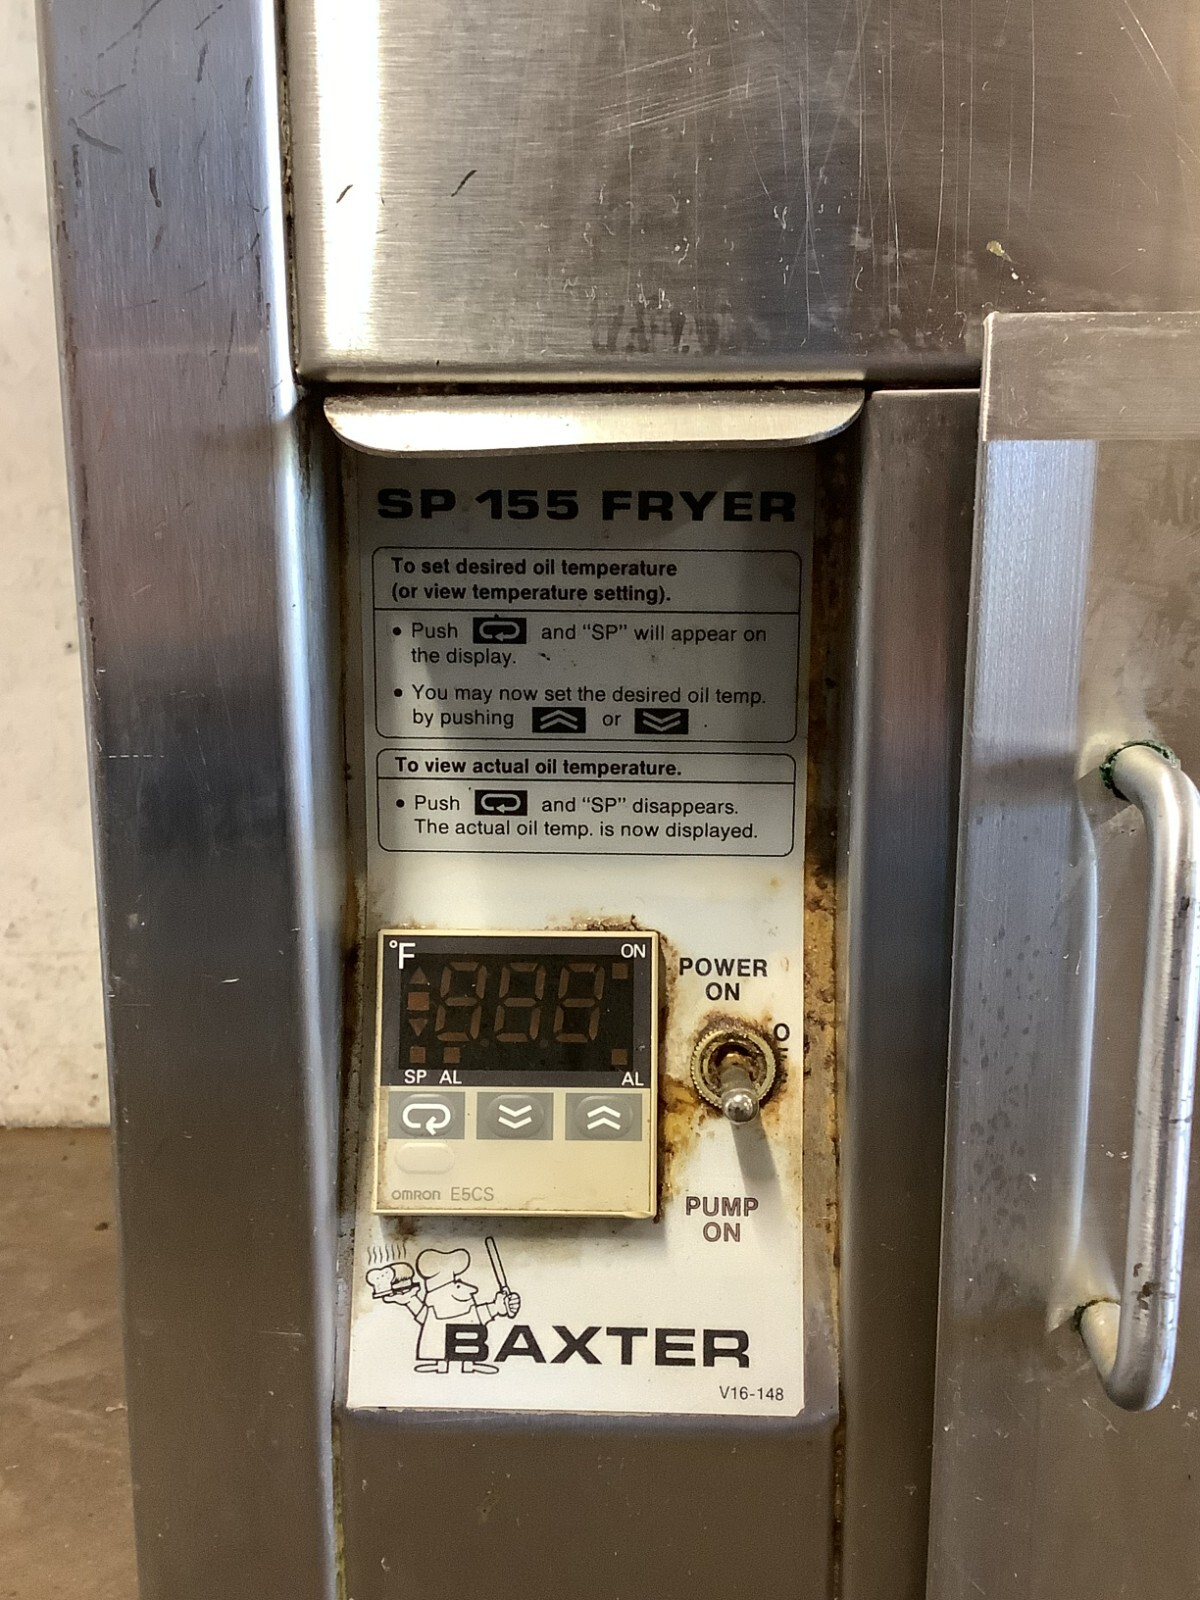 SP 155 FRYER
To set desired oil temperature
(or view temperature setting).
• Push and “SP” will appear on
the display.
• You may now set the desired oil temp.
by pushing or .
To view actual oil temperature.
• Push and “SP” disappears.
The actual oil temp. is now displayed.
°F ON
SP AL AL
OMRON E5CS
POWER
ON
PUMP
ON
BAXTER
V16-148